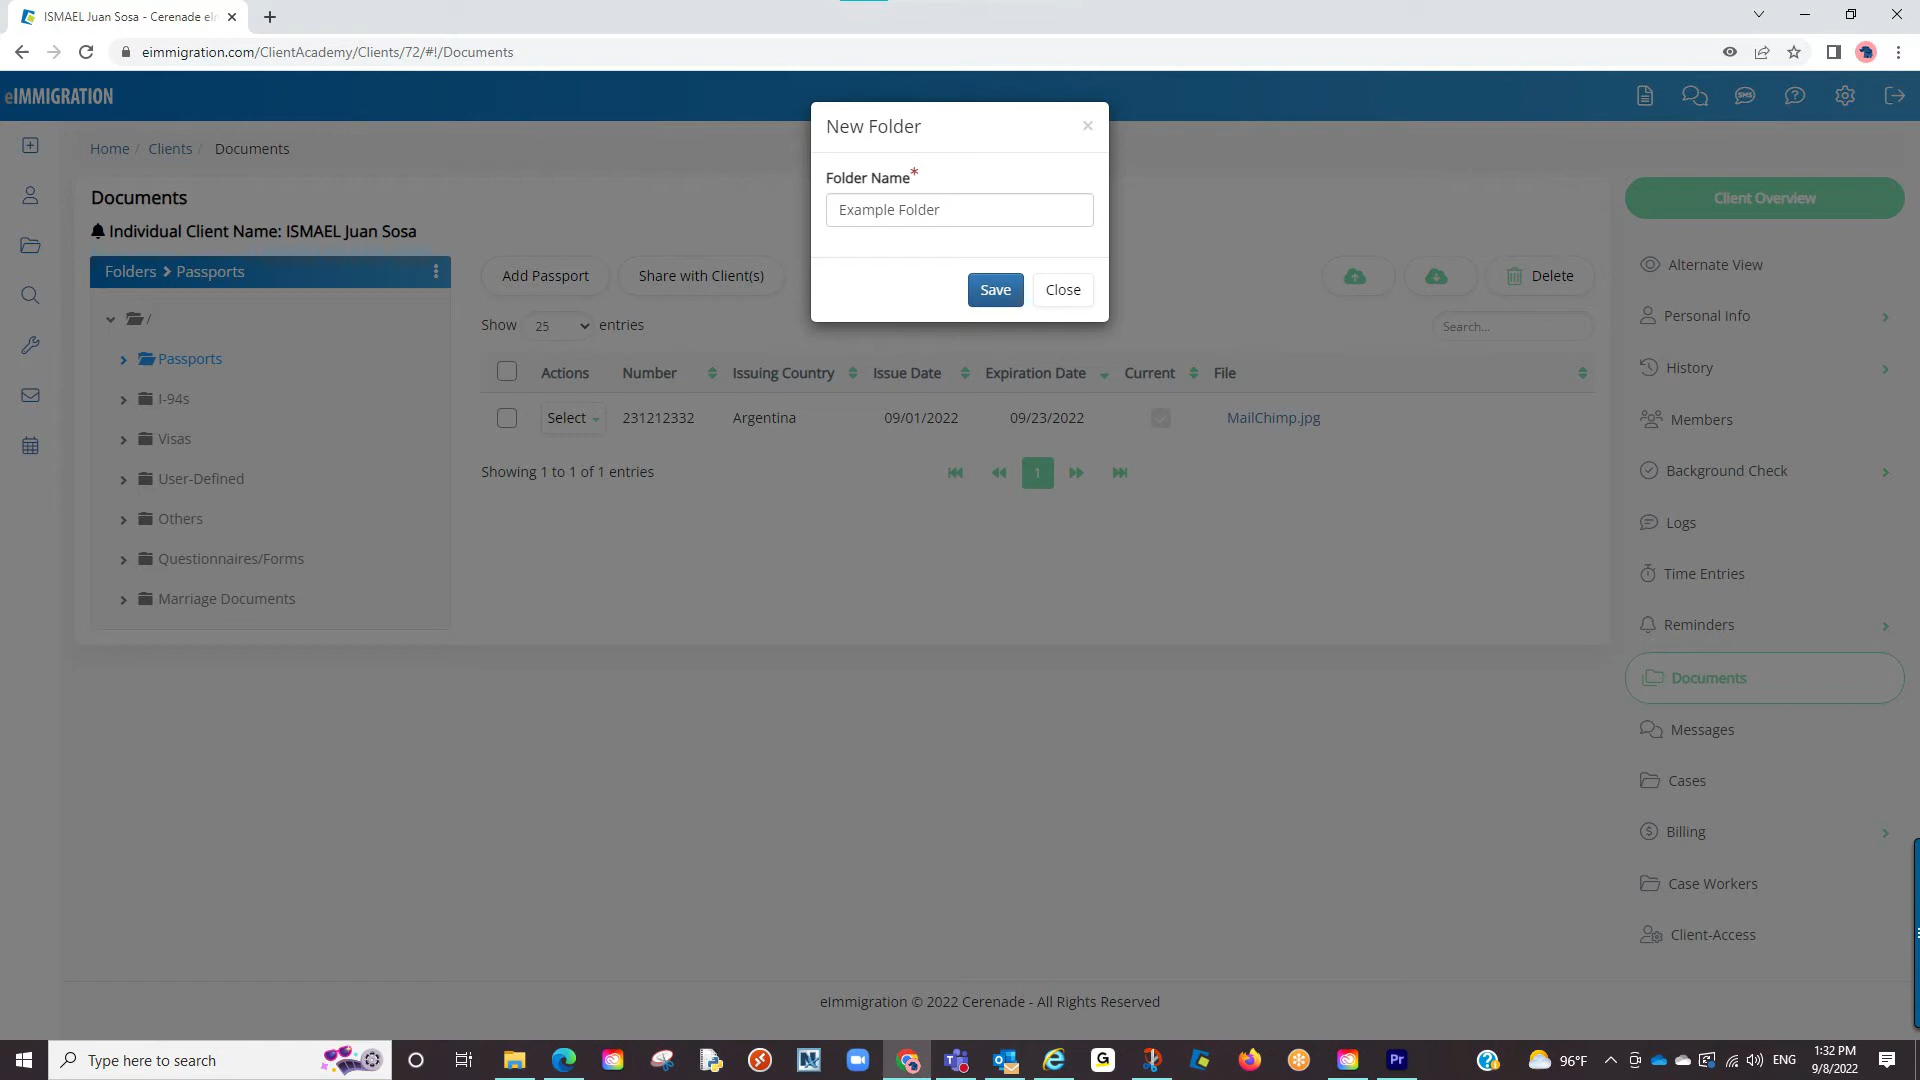 ISMAEL Juan Sosa - Cerenade eIn
eimmigration.com/ClientAcademy/Clients/72/#!/Documents
eIMMIGRATION
SMS
Home / Clients / Documents
Documents
Individual Client Name: ISMAEL Juan Sosa
Folders > Passports
/
Passports
I-94s
Visas
User-Defined
Others
Questionnaires/Forms
Marriage Documents
New Folder ×
Folder Name*
Example Folder
Save Close
Add Passport Share with Client(s) Delete
Show 25 entries Search...
Actions Number Issuing Country Issue Date Expiration Date Current File
Select 231212332 Argentina 09/01/2022 09/23/2022 MailChimp.jpg
Showing 1 to 1 of 1 entries 1
Client Overview
Alternate View
Personal Info
History
Members
Background Check
Logs
Time Entries
Reminders
Documents
Messages
Cases
Billing
Case Workers
Client-Access
eImmigration © 2022 Cerenade - All Rights Reserved
Type here to search
G
Pr
96°F
ENG
1:32 PM
9/8/2022